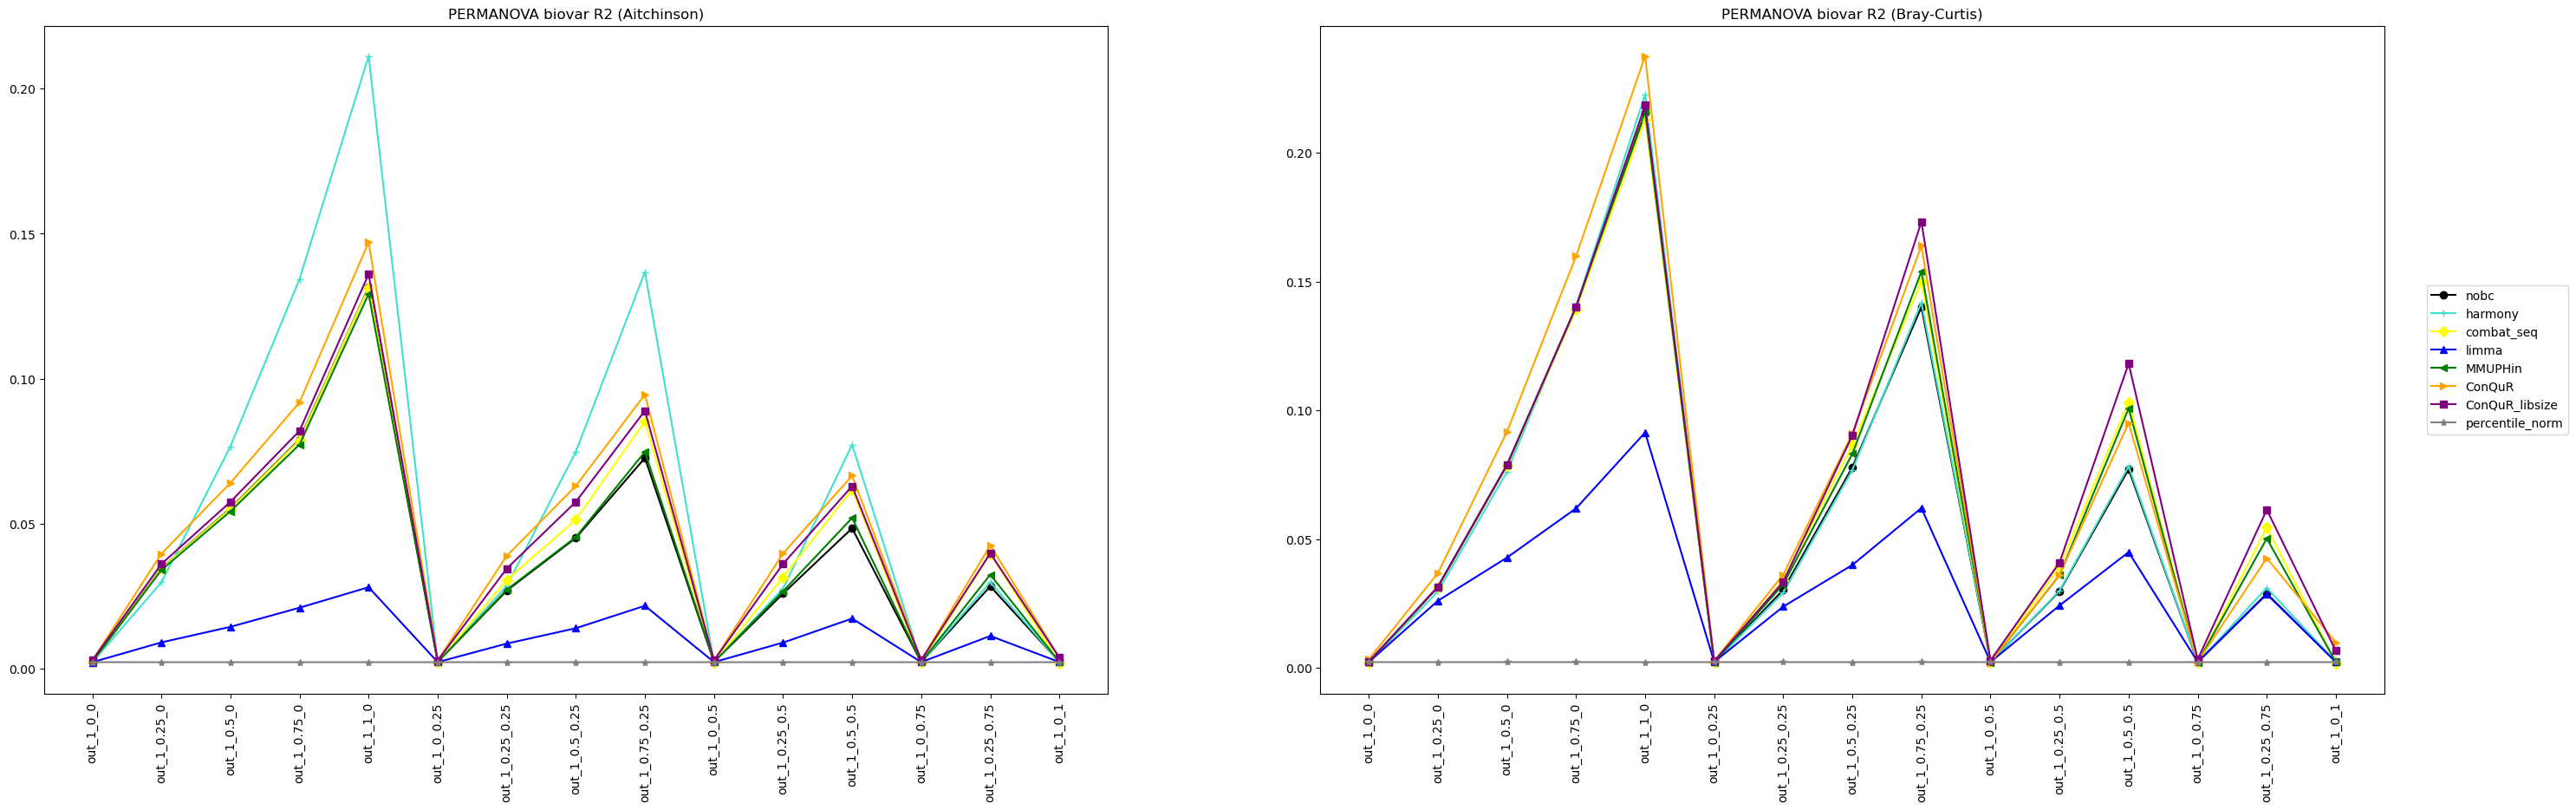 PERMANOVA biovar R2 (Aitchinson)
0.20
0.15
0.10
0.05
0.00
out_1_0_0
out_1_0.25_0
out_1_0.5_0
out_1_0.75_0
out_1_1_0
out_1_0_0.25
out_1_0.25_0.25
out_1_0.5_0.25
out_1_0.75_0.25
out_1_0_0.5
out_1_0.25_0.5
out_1_0.5_0.5
out_1_0_0.75
out_1_0.25_0.75
out_1_0_1
PERMANOVA biovar R2 (Bray-Curtis)
0.20
0.15
0.10
0.05
0.00
out_1_0_0
out_1_0.25_0
out_1_0.5_0
out_1_0.75_0
out_1_1_0
out_1_0_0.25
out_1_0.25_0.25
out_1_0.5_0.25
out_1_0.75_0.25
out_1_0_0.5
out_1_0.25_0.5
out_1_0.5_0.5
out_1_0_0.75
out_1_0.25_0.75
out_1_0_1
nobc
harmony
combat_seq
limma
MMUPHin
ConQuR
ConQuR_libsize
percentile_norm